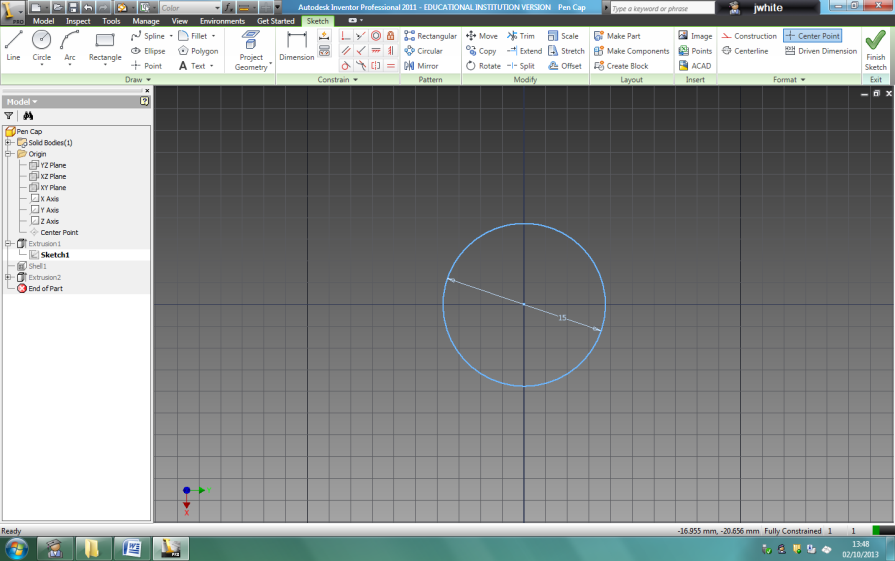 PRO
Color
Autodesk Inventor Professional 2011 – EDUCATIONAL INSTITUTION VERSION Pen Cap
Type a keyword or phrase
jwhite
Model Inspect Tools Manage View Environments Get Started Sketch
Line
Circle
Arc
Rectangle
Spline
Ellipse
Point
Fillet
Polygon
Text
Project
Geometry
Draw
Dimension
Constrain
Rectangular
Circular
Mirror
Pattern
Move
Copy
Rotate
Trim
Extend
Split
Scale
Stretch
Offset
Modify
Make Part
Make Components
Create Block
Layout
Image
Points
ACAD
Insert
Construction
Centerline
Center Point
Driven Dimension
Format
Finish
Sketch
Exit
Model
Pen Cap
Solid Bodies(1)
Origin
YZ Plane
XZ Plane
XY Plane
X Axis
Y Axis
Z Axis
Center Point
Extrusion1
Sketch1
Shell1
Extrusion2
End of Part
15
X
Ready
-16.955 mm, -20.656 mm Fully Constrained 1 1
13:48
02/10/2013